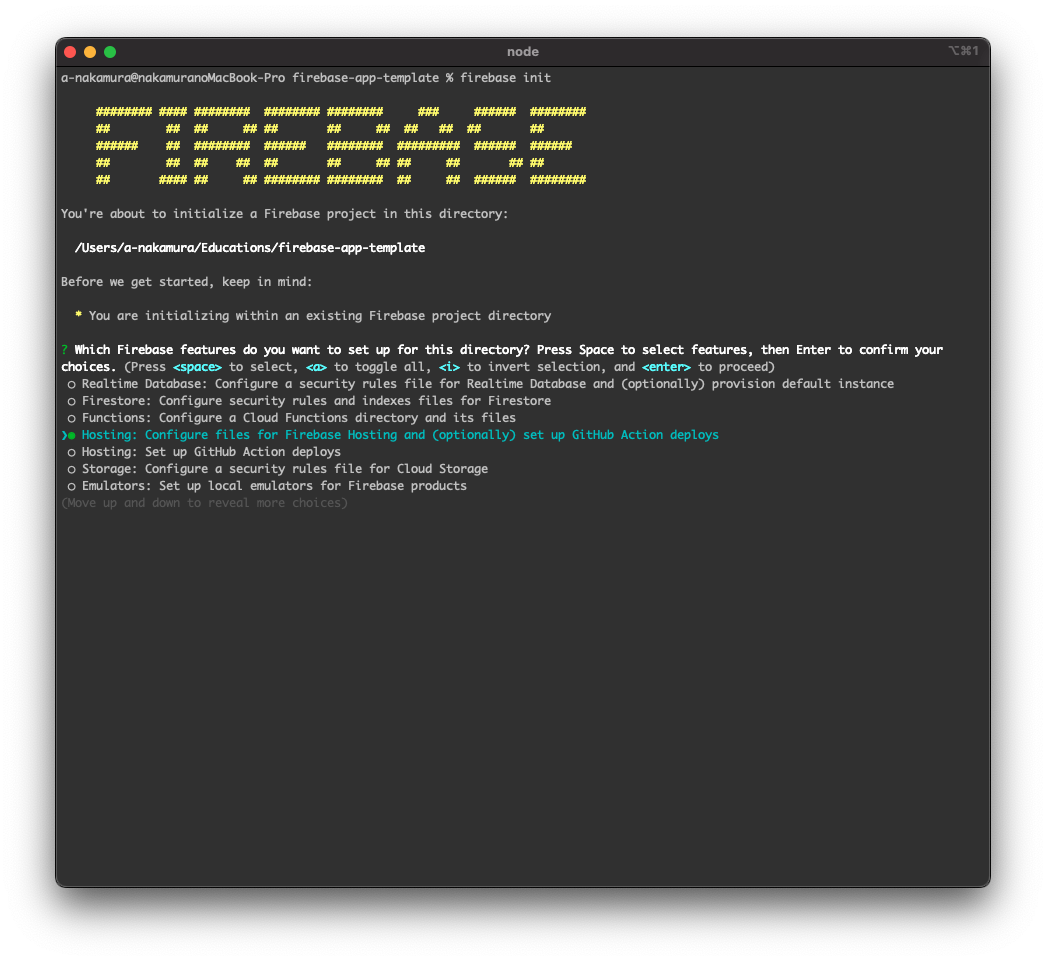 node
⌥⌘1
a-nakamura@nakamuranoMacBook-Pro firebase-app-template % firebase init
FIREBASE
You're about to initialize a Firebase project in this directory:
/Users/a-nakamura/Educations/firebase-app-template
Before we get started, keep in mind:
* You are initializing within an existing Firebase project directory
? Which Firebase features do you want to set up for this directory? Press Space to select features, then Enter to confirm your
choices. (Press <space> to select, <a> to toggle all, <i> to invert selection, and <enter> to proceed)
○ Realtime Database: Configure a security rules file for Realtime Database and (optionally) provision default instance
○ Firestore: Configure security rules and indexes files for Firestore
○ Functions: Configure a Cloud Functions directory and its files
❯● Hosting: Configure files for Firebase Hosting and (optionally) set up GitHub Action deploys
○ Hosting: Set up GitHub Action deploys
○ Storage: Configure a security rules file for Cloud Storage
○ Emulators: Set up local emulators for Firebase products
(Move up and down to reveal more choices)